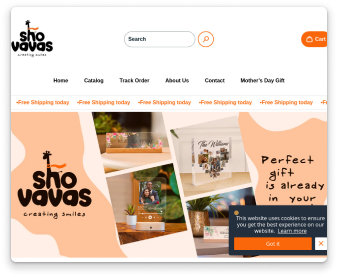 sho
vavas
creating smiles
Search
Cart
Home
Catalog
Track Order
About Us
Contact
Mother's Day Gift
•Free Shipping today •Free Shipping today •Free Shipping today •Free Shipping today •Free Shipping today
sho
vavas
creating smiles
The Williams
Perfect
gift
is already
in your
This website uses cookies to ensure
you get the best experience on our
website. Learn more
Got it
×